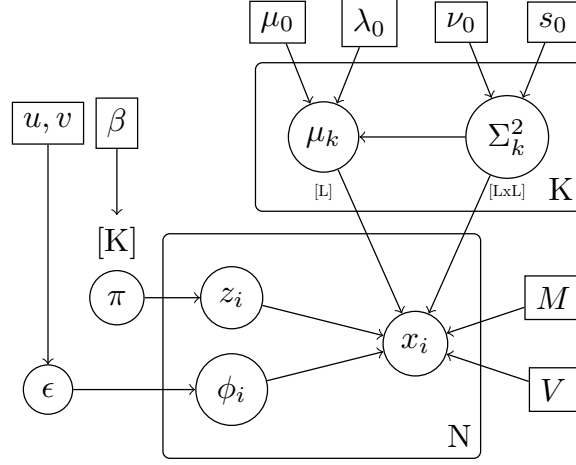 μ₀ λ₀ ν₀ s₀
u, v β μₖ Σ²ₖ
[L] [LxL] K
[K]
π zᵢ M
xᵢ
ϵ ϕᵢ V
N